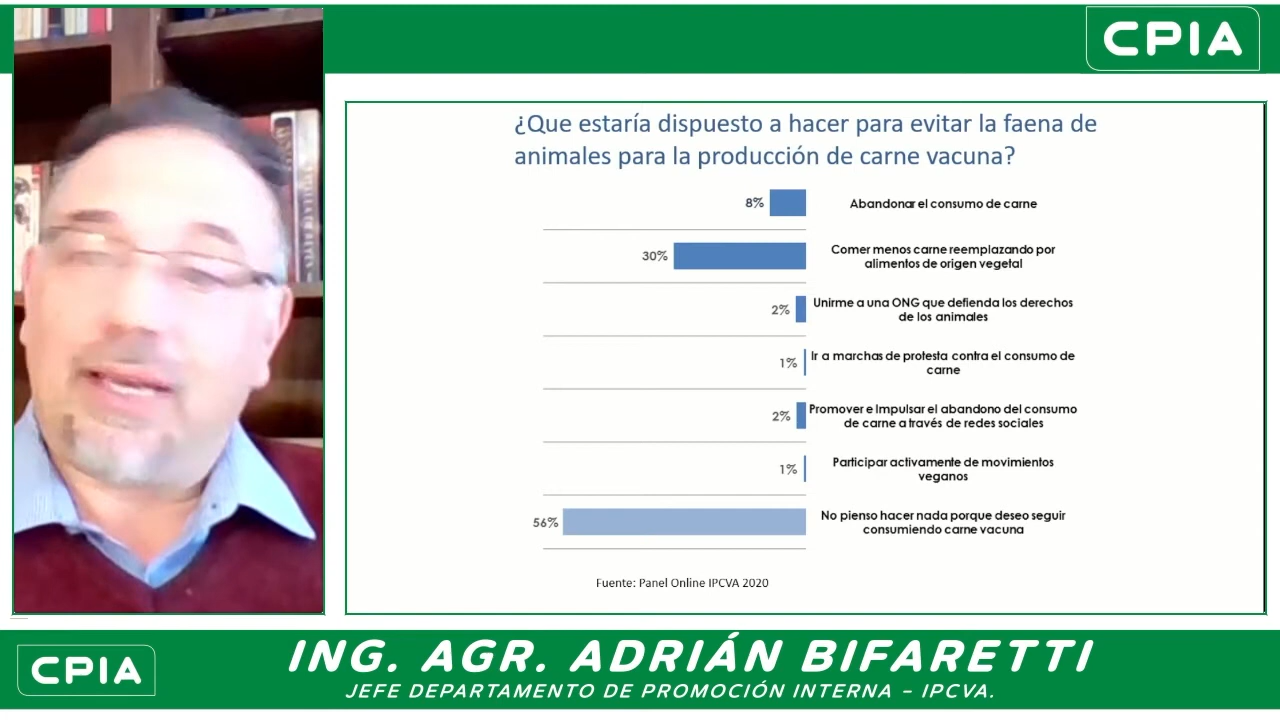 CPIA
¿Que estaría dispuesto a hacer para evitar la faena de
animales para la producción de carne vacuna?
8% Abandonar el consumo de carne
30% Comer menos carne reemplazando por
alimentos de origen vegetal
2% Unirme a una ONG que defienda los derechos
de los animales
1% Ir a marchas de protesta contra el consumo de
carne
2% Promover e Impulsar el abandono del consumo
de carne a través de redes sociales
1% Participar activamente de movimientos
veganos
56% No pienso hacer nada porque deseo seguir
consumiendo carne vacuna
Fuente: Panel Online IPCVA 2020
CPIA
ING. AGR. ADRIÁN BIFARETTI
JEFE DEPARTAMENTO DE PROMOCIÓN INTERNA – IPCVA.